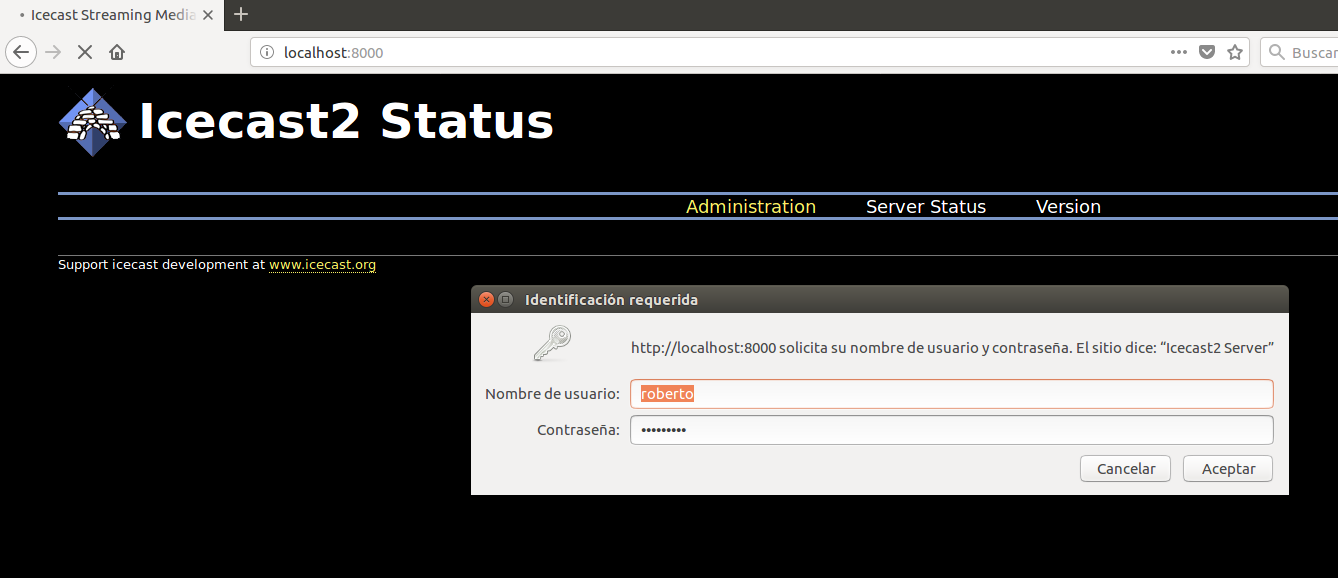 Icecast Streaming Media
localhost:8000
Buscar
Icecast2 Status
Administration Server Status Version
Support icecast development at www.icecast.org
Identificación requerida
http://localhost:8000 solicita su nombre de usuario y contraseña. El sitio dice: “Icecast2 Server”
Nombre de usuario: roberto
Contraseña: •••••••••
Cancelar Aceptar